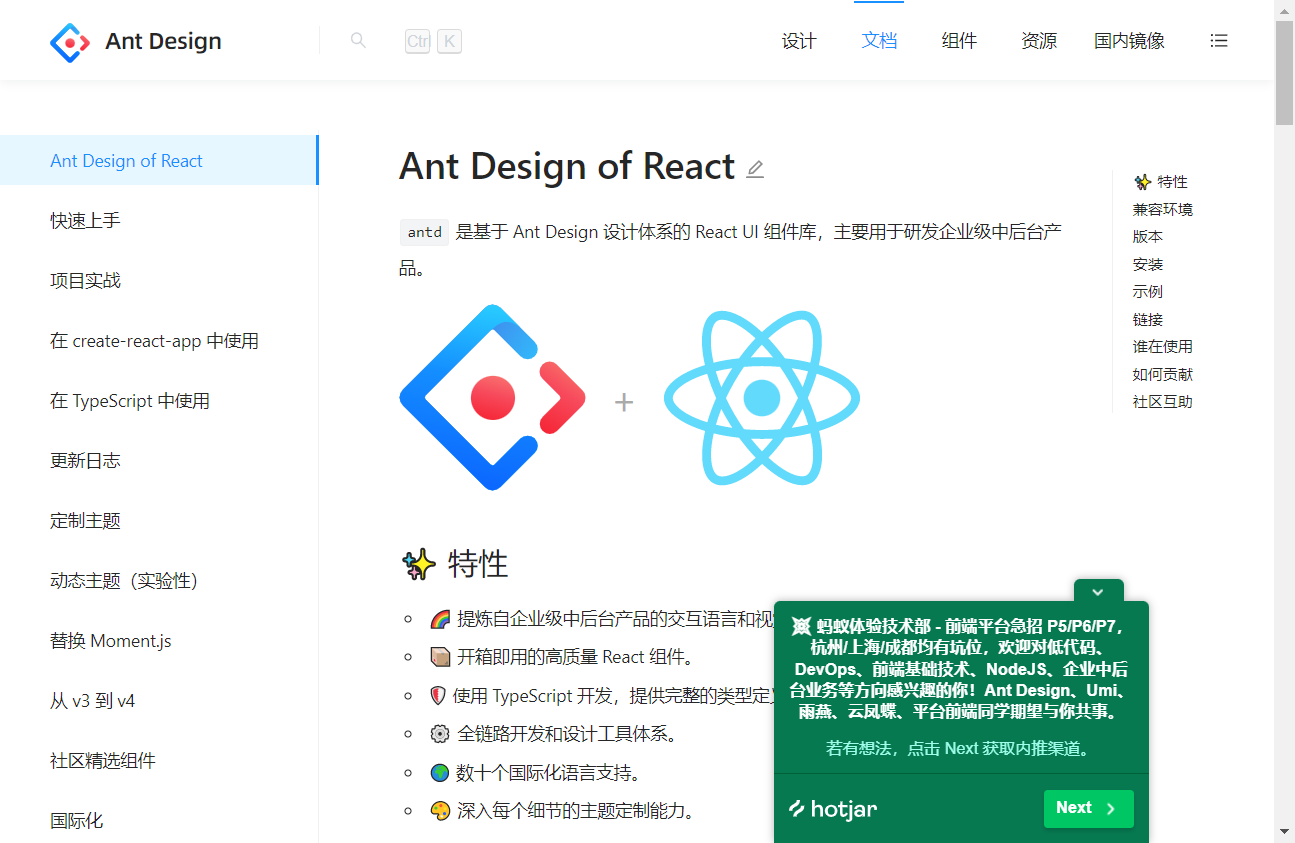 Ant Design
Ctrl K
设计
文档
组件
资源
国内镜像
Ant Design of React
快速上手
项目实战
在 create-react-app 中使用
在 TypeScript 中使用
更新日志
定制主题
动态主题（实验性）
替换 Moment.js
从 v3 到 v4
社区精选组件
国际化
Ant Design of React
antd 是基于 Ant Design 设计体系的 React UI 组件库，主要用于研发企业级中后台产
品。
+
✨ 特性
🌈 提炼自企业级中后台产品的交互语言和视
📦 开箱即用的高质量 React 组件。
🛡 使用 TypeScript 开发，提供完整的类型定
⚙️ 全链路开发和设计工具体系。
🌍 数十个国际化语言支持。
🎨 深入每个细节的主题定制能力。
✨ 特性
兼容环境
版本
安装
示例
链接
谁在使用
如何贡献
社区互助
蚂蚁体验技术部 - 前端平台急招 P5/P6/P7，
杭州/上海/成都均有坑位，欢迎对低代码、
DevOps、前端基础技术、NodeJS、企业中后
台业务等方向感兴趣的你！Ant Design、Umi、
雨燕、云凤蝶、平台前端同学期望与你共事。
若有想法，点击 Next 获取内推渠道。
hotjar
Next